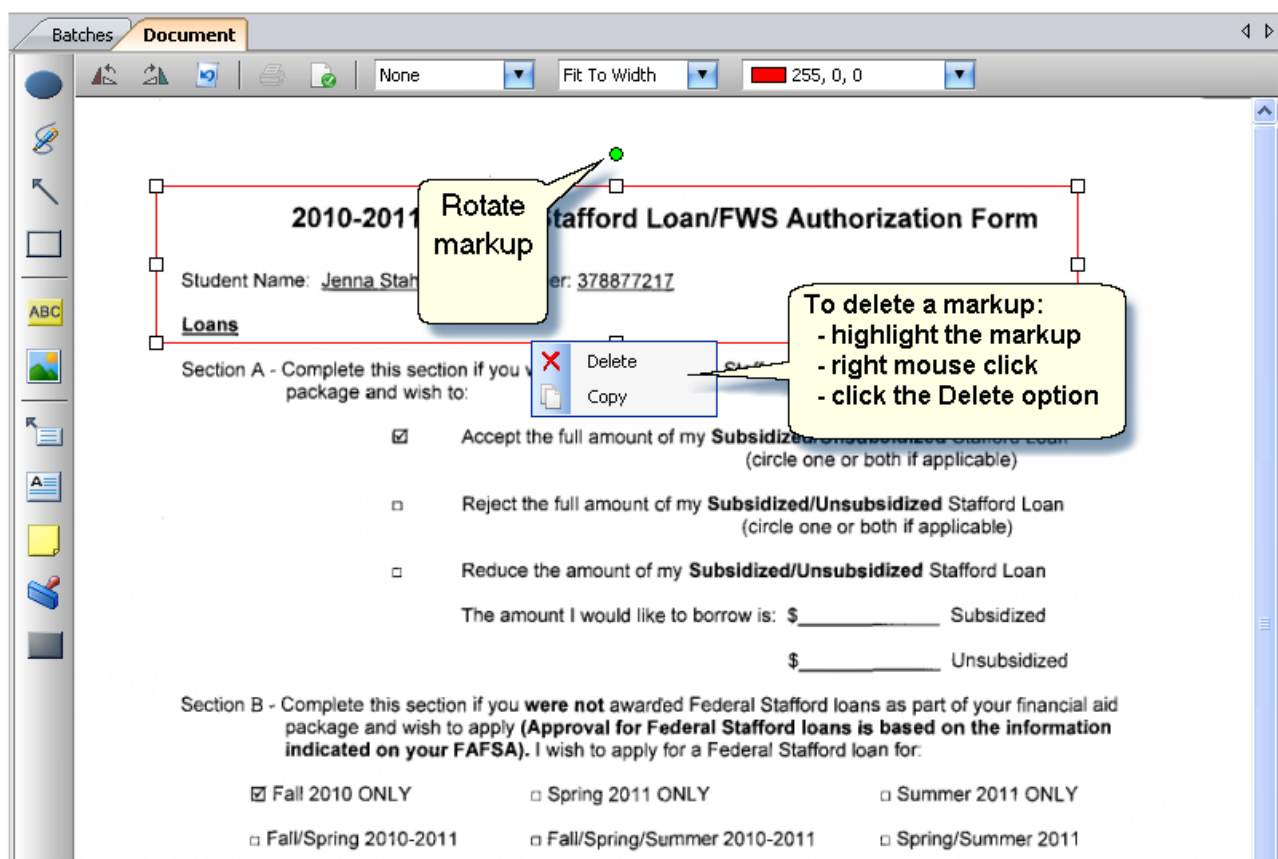 Batches Document
None Fit To Width 255, 0, 0
Rotate
markup
2010-2011 Stafford Loan/FWS Authorization Form
Student Name: Jenna Stah er: 378877217
To delete a markup:
- highlight the markup
- right mouse click
- click the Delete option
ABC
Loans
Delete
Copy
Section A - Complete this section if you
package and wish to:
Accept the full amount of my Subsidized/Unsubsidized Stafford Loan
(circle one or both if applicable)
A
Reject the full amount of my Subsidized/Unsubsidized Stafford Loan
(circle one or both if applicable)
Reduce the amount of my Subsidized/Unsubsidized Stafford Loan
The amount I would like to borrow is: $ Subsidized
$ Unsubsidized
Section B - Complete this section if you were not awarded Federal Stafford loans as part of your financial aid
package and wish to apply (Approval for Federal Stafford loans is based on the information
indicated on your FAFSA). I wish to apply for a Federal Stafford loan for:
Fall 2010 ONLY Spring 2011 ONLY Summer 2011 ONLY
Fall/Spring 2010-2011 Fall/Spring/Summer 2010-2011 Spring/Summer 2011